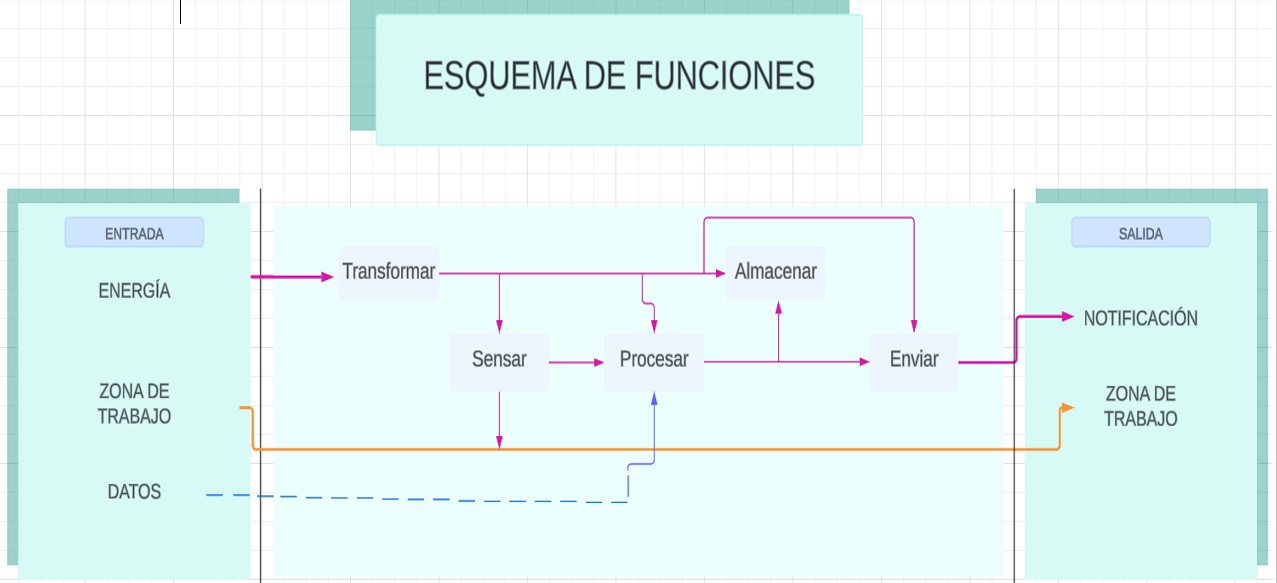 ESQUEMA DE FUNCIONES
ENTRADA
ENERGÍA
ZONA DE
TRABAJO
DATOS
Transformar
Almacenar
Sensar
Procesar
Enviar
SALIDA
NOTIFICACIÓN
ZONA DE
TRABAJO